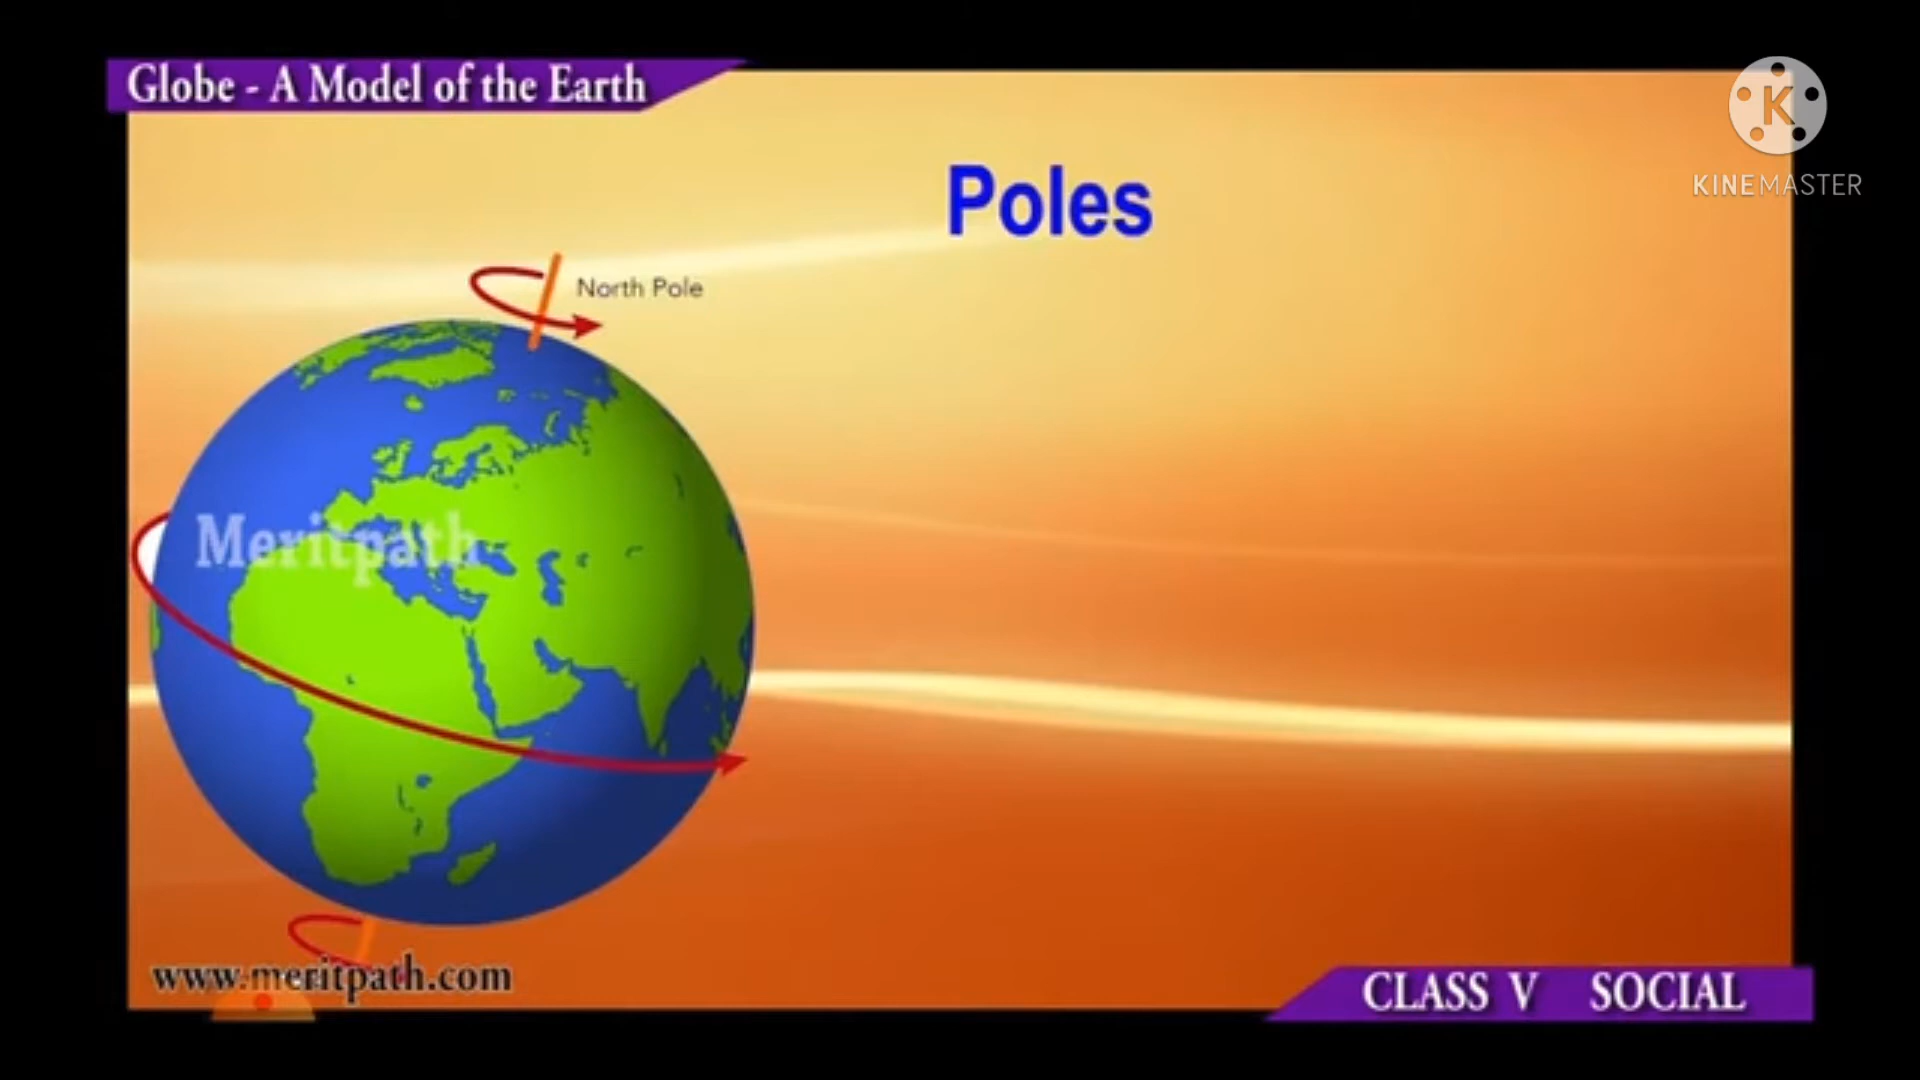 Globe - A Model of the Earth
K
KINEMASTER
Poles
North Pole
Meritpath
www.meritpath.com
CLASS V SOCIAL